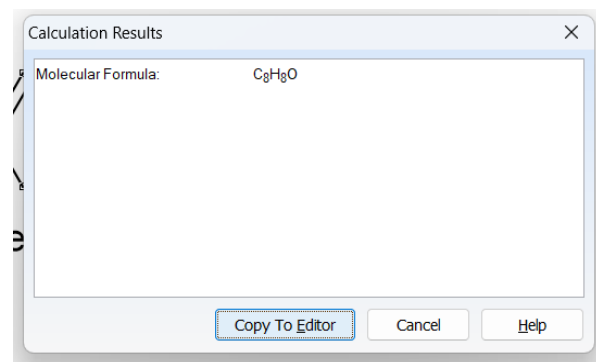 Calculation Results
Molecular Formula: C₈H₈O
e
Copy To Editor Cancel Help